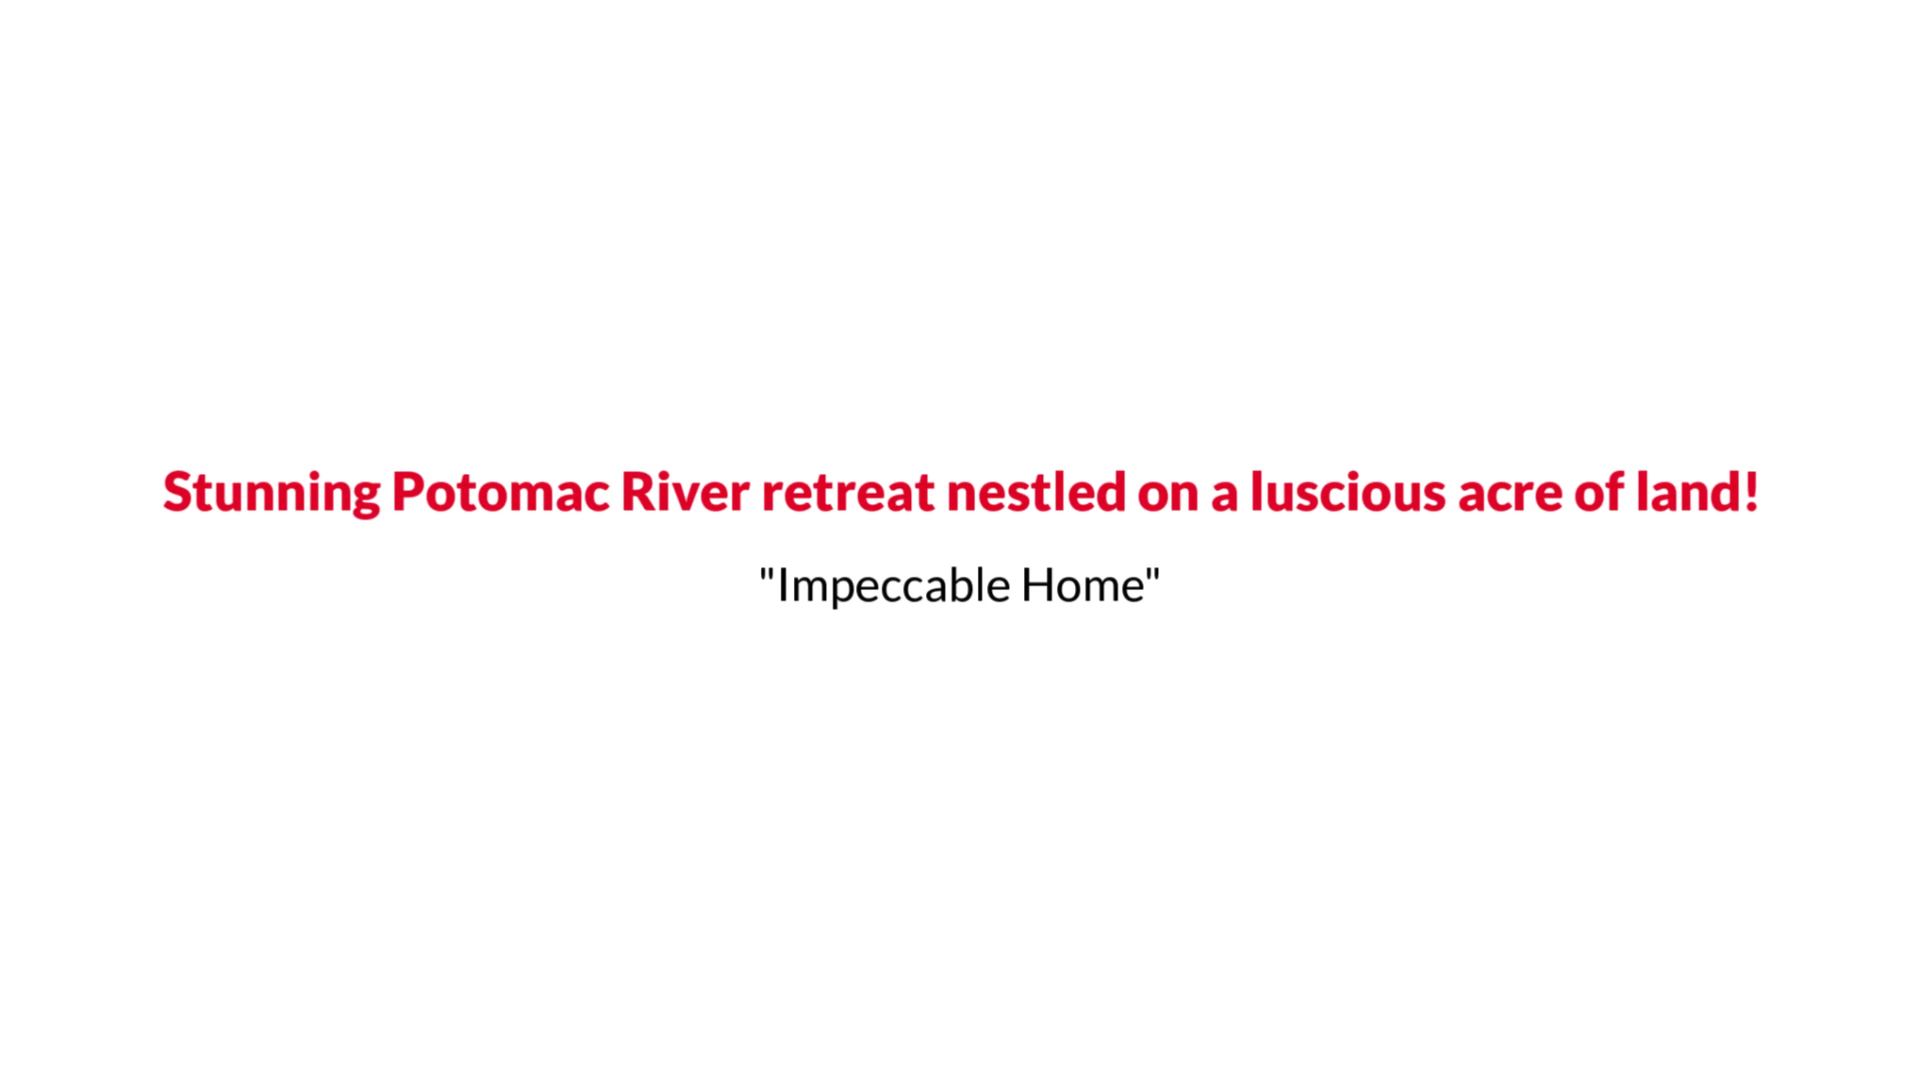 Stunning Potomac River retreat nestled on a luscious acre of land!
"Impeccable Home"